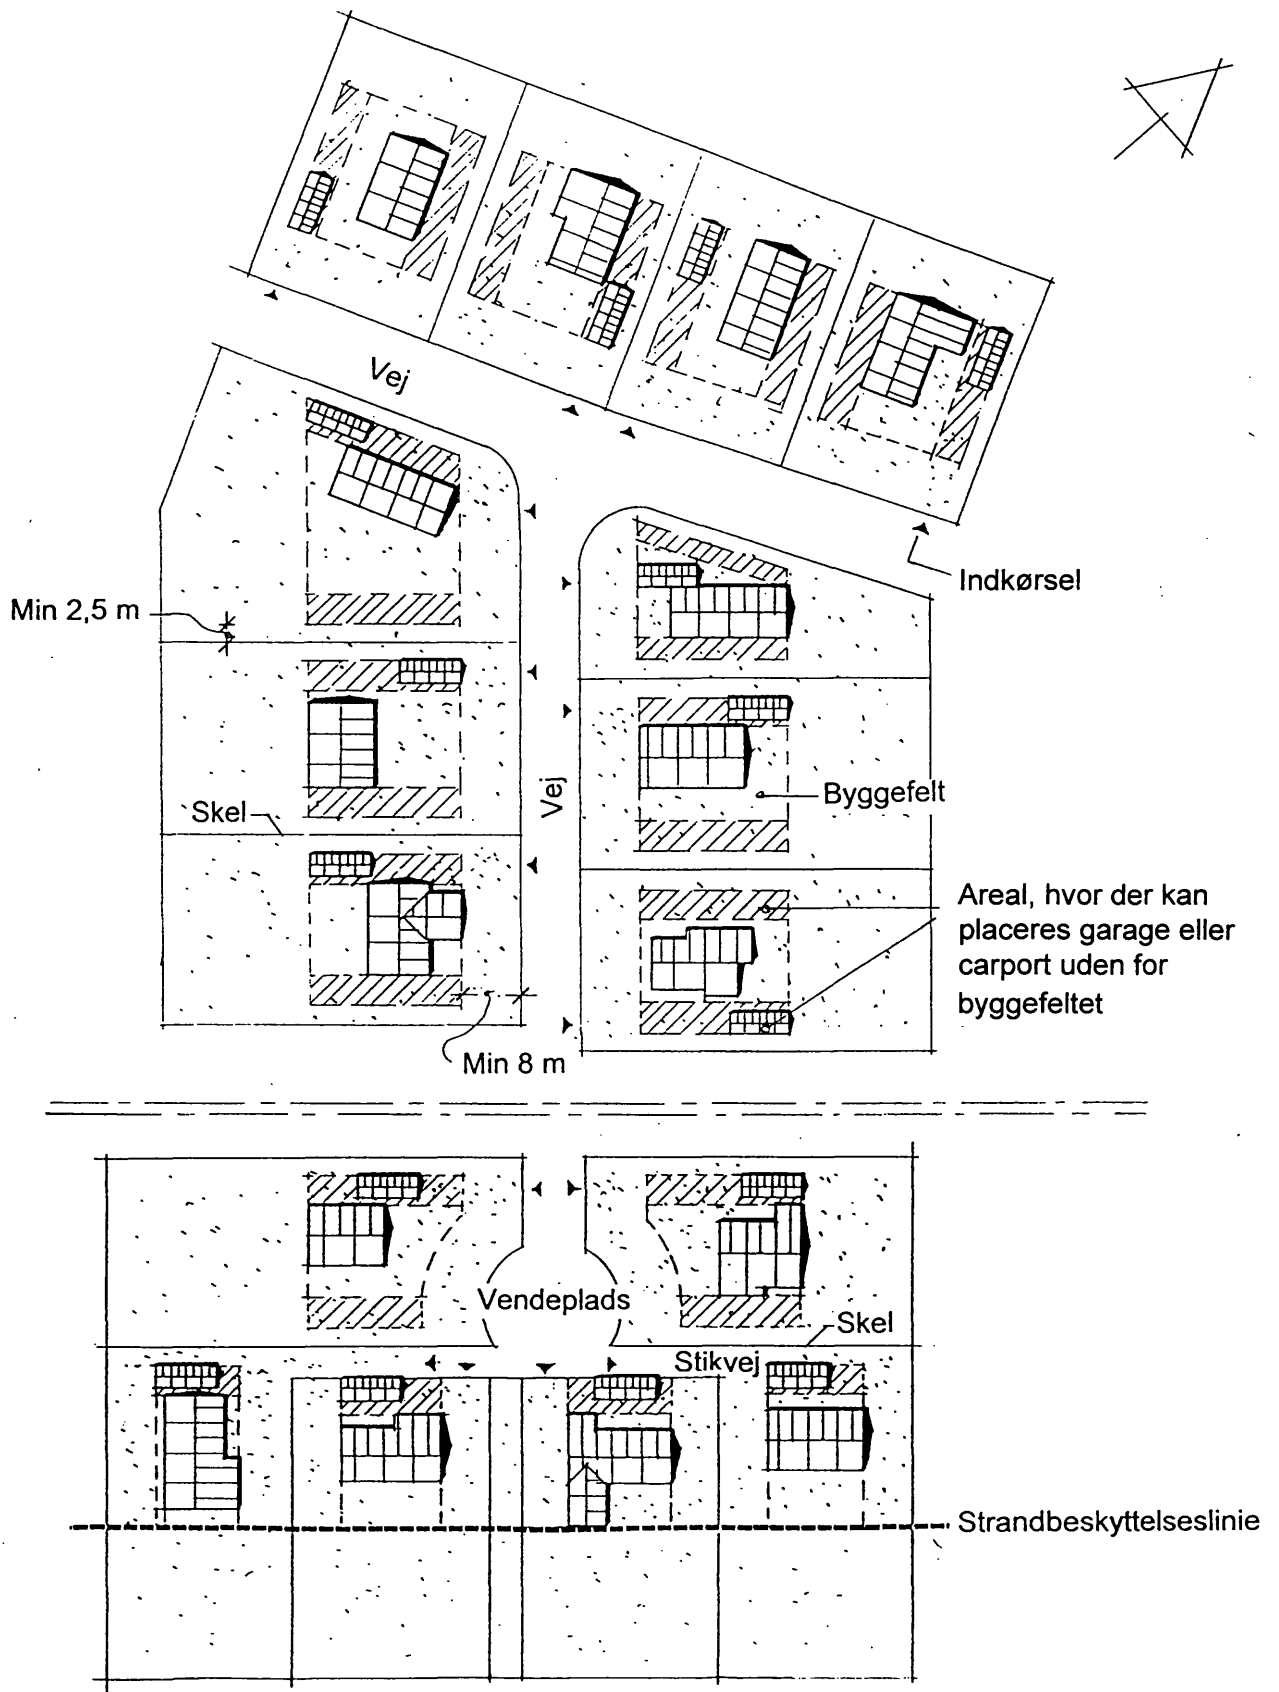 Vej
Indkørsel
Min 2,5 m
Vej
Byggefelt
Skel
Areal, hvor der kan
placeres garage eller
carport uden for
byggefeltet
Min 8 m
Vendeplads
Skel
Stikvej
Strandbeskyttelseslinie